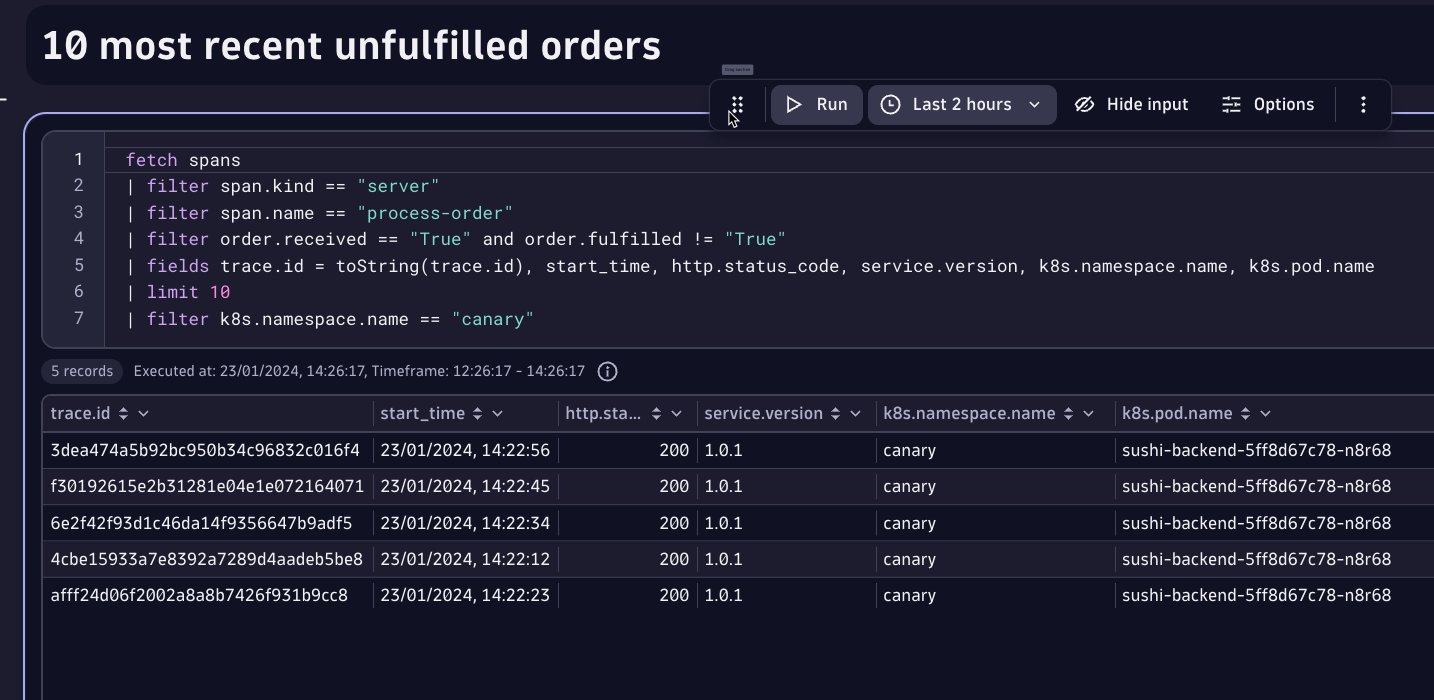 10 most recent unfulfilled orders
Run Last 2 hours Hide input Options
1 fetch spans
2 | filter span.kind == "server"
3 | filter span.name == "process-order"
4 | filter order.received == "True" and order.fulfilled != "True"
5 | fields trace.id = toString(trace.id), start_time, http.status_code, service.version, k8s.namespace.name, k8s.pod.name
6 | limit 10
7 | filter k8s.namespace.name == "canary"
5 records Executed at: 23/01/2024, 14:26:17, Timeframe: 12:26:17 - 14:26:17
trace.id start_time http.sta... service.version k8s.namespace.name k8s.pod.name
3dea474a5b92bc950b34c96832c016f4 23/01/2024, 14:22:56 200 1.0.1 canary sushi-backend-5ff8d67c78-n8r68
f30192615e2b31281e04e1e072164071 23/01/2024, 14:22:45 200 1.0.1 canary sushi-backend-5ff8d67c78-n8r68
6e2f42f93d1c46da14f9356647b9adf5 23/01/2024, 14:22:34 200 1.0.1 canary sushi-backend-5ff8d67c78-n8r68
4cbe15933a7e8392a7289d4aadeb5be8 23/01/2024, 14:22:12 200 1.0.1 canary sushi-backend-5ff8d67c78-n8r68
afff24d06f2002a8a8b7426f931b9cc8 23/01/2024, 14:22:23 200 1.0.1 canary sushi-backend-5ff8d67c78-n8r68